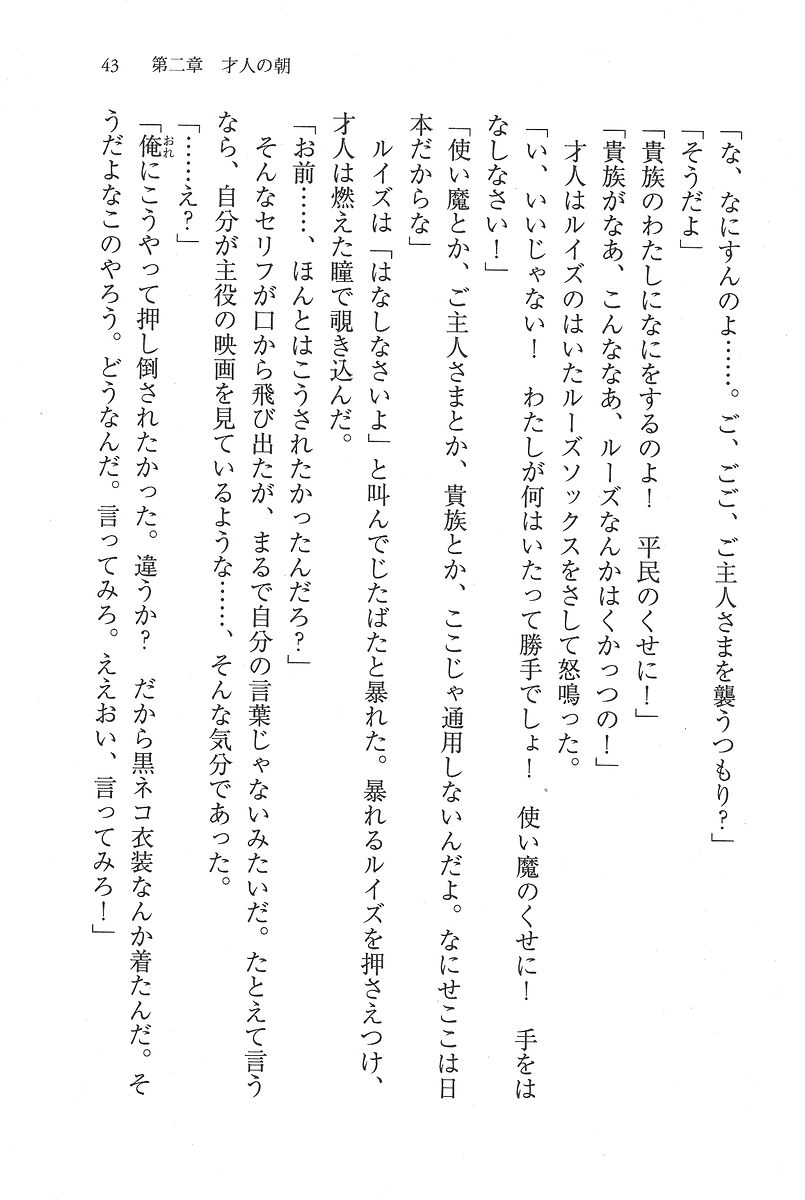 43　第二章　才人の朝
「な、なにすんのよ……。ご、ごご、ご主人さまを襲うつもり？」
「そうだよ」
「貴族のわたしになにをするのよ！　平民のくせに！」
「貴族がなあ、こんななあ、ルーズなんかはくかっつの！」
　才人はルイズのはいたルーズソックスをさして怒鳴った。
「い、いいじゃない！　わたしが何はいたって勝手でしょ！　使い魔のくせに！　手をは
なしなさい！」
「使い魔とか、ご主人さまとか、貴族とか、ここじゃ通用しないんだよ。なにせここは日
本だからな」
　ルイズは「はなしなさいよ」と叫んでじたばたと暴れた。暴れるルイズを押さえつけ、
才人は燃えた瞳で覗き込んだ。
「お前……、ほんとはこうされたかったんだろ？」
　そんなセリフが口から飛び出たが、まるで自分の言葉じゃないみたいだ。たとえて言う
なら、自分が主役の映画を見ているような……、そんな気分であった。
「……え？」
「俺おれにこうやって押し倒されたかった。違うか？　だから黒ネコ衣装なんか着たんだ。そ
うだよなこのやろう。どうなんだ。言ってみろ。ええおい、言ってみろ！」